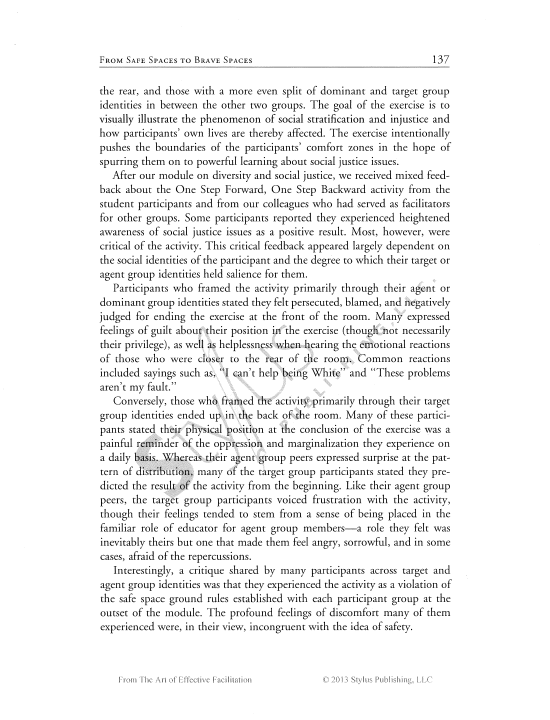 From Safe Spaces to Brave Spaces 137
the rear, and those with a more even split of dominant and target group
identities in between the other two groups. The goal of the exercise is to
visually illustrate the phenomenon of social stratification and injustice and
how participants' own lives are thereby affected. The exercise intentionally
pushes the boundaries of the participants' comfort zones in the hope of
spurring them on to powerful learning about social justice issues.
After our module on diversity and social justice, we received mixed feed-
back about the One Step Forward, One Step Backward activity from the
student participants and from our colleagues who had served as facilitators
for other groups. Some participants reported they experienced heightened
awareness of social justice issues as a positive result. Most, however, were
critical of the activity. This critical feedback appeared largely dependent on
the social identities of the participant and the degree to which their target or
agent group identities held salience for them.
Participants who framed the activity primarily through their agent or
dominant group identities stated they felt persecuted, blamed, and negatively
judged for ending the exercise at the front of the room. Many expressed
feelings of guilt about their position in the exercise (though not necessarily
their privilege), as well as helplessness when hearing the emotional reactions
of those who were closer to the rear of the room. Common reactions
included sayings such as, "I can't help being White" and "These problems
aren't my fault."
Conversely, those who framed the activity primarily through their target
group identities ended up in the back of the room. Many of these partici-
pants stated their physical position at the conclusion of the exercise was a
painful reminder of the oppression and marginalization they experience on
a daily basis. Whereas their agent group peers expressed surprise at the pat-
tern of distribution, many of the target group participants stated they pre-
dicted the result of the activity from the beginning. Like their agent group
peers, the target group participants voiced frustration with the activity,
though their feelings tended to stem from a sense of being placed in the
familiar role of educator for agent group members—a role they felt was
inevitably theirs but one that made them feel angry, sorrowful, and in some
cases, afraid of the repercussions.
Interestingly, a critique shared by many participants across target and
agent group identities was that they experienced the activity as a violation of
the safe space ground rules established with each participant group at the
outset of the module. The profound feelings of discomfort many of them
experienced were, in their view, incongruent with the idea of safety.
STYLUS
PUBLISHING, LLC.
From The Art of Effective Facilitation © 2013 Stylus Publishing, LLC